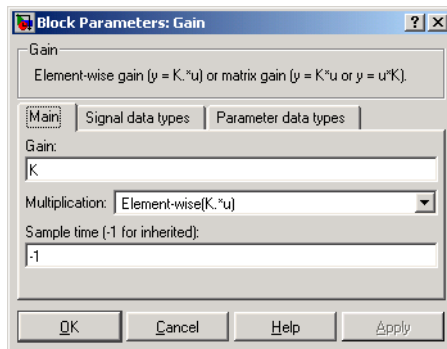 Block Parameters: Gain
Gain
Element-wise gain (y = K.*u) or matrix gain (y = K*u or y = u*K).
Main Signal data types Parameter data types
Gain:
K
Multiplication: Element-wise(K.*u)
Sample time (-1 for inherited):
-1
OK Cancel Help Apply